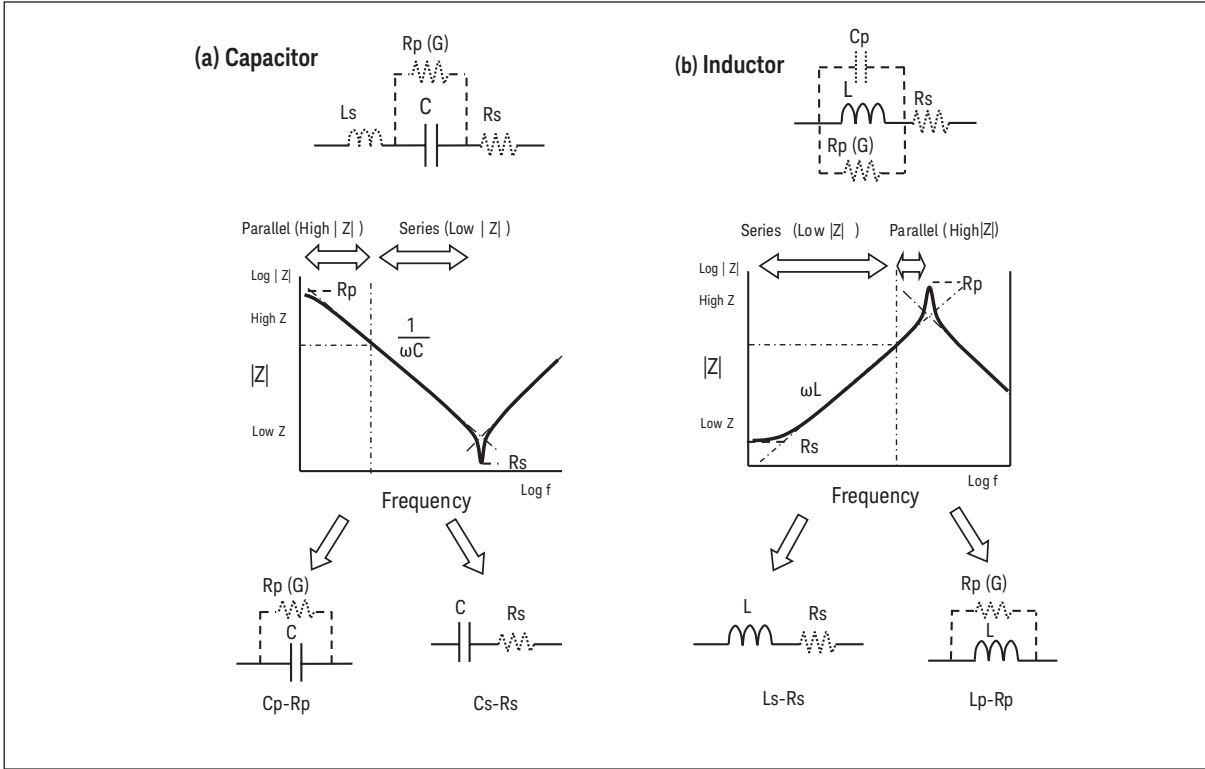 (a) Capacitor
Rp (G)
Ls
C
Rs
Parallel (High | Z| )
Series (Low | Z| )
Log | Z|
Rp
High Z
1
ωC
|Z|
Low Z
Rs
Log f
Frequency
Rp (G)
C
Cp-Rp
C
Rs
Cs-Rs
(b) Inductor
Cp
L
Rs
Rp (G)
Series (Low |Z| )
Parallel (High|Z|)
Log | Z|
Rp
High Z
|Z|
ωL
Low Z
Rs
Log f
Frequency
L
Rs
Ls-Rs
Rp (G)
L
Lp-Rp